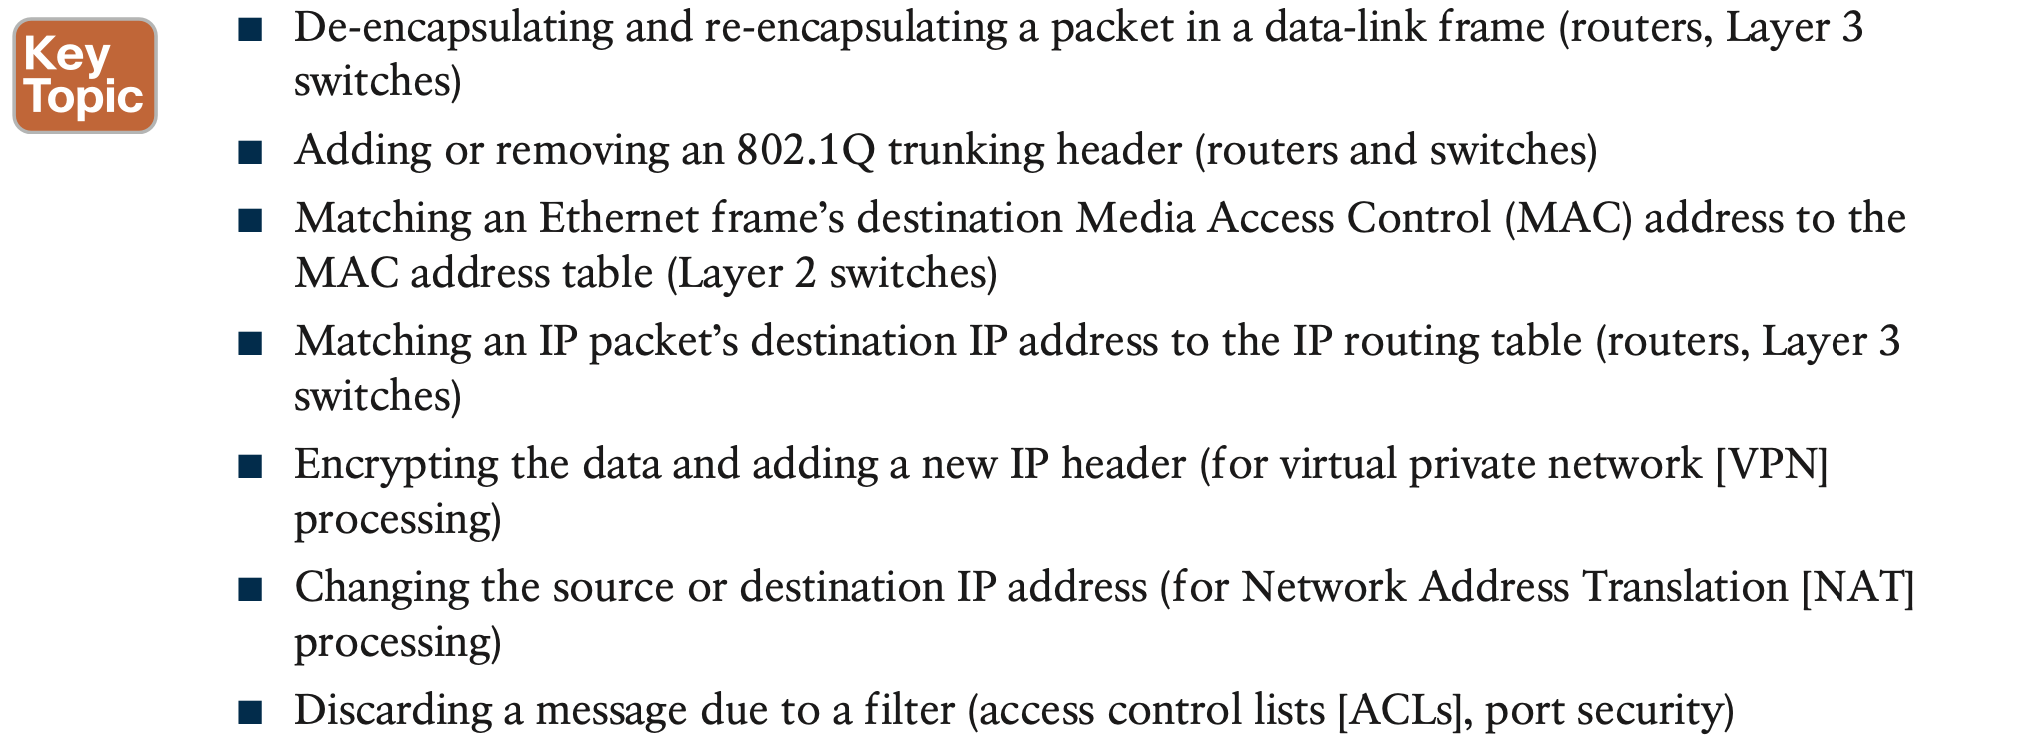 Key
Topic
■ De-encapsulating and re-encapsulating a packet in a data-link frame (routers, Layer 3
switches)
■ Adding or removing an 802.1Q trunking header (routers and switches)
■ Matching an Ethernet frame’s destination Media Access Control (MAC) address to the
MAC address table (Layer 2 switches)
■ Matching an IP packet’s destination IP address to the IP routing table (routers, Layer 3
switches)
■ Encrypting the data and adding a new IP header (for virtual private network [VPN]
processing)
■ Changing the source or destination IP address (for Network Address Translation [NAT]
processing)
■ Discarding a message due to a filter (access control lists [ACLs], port security)